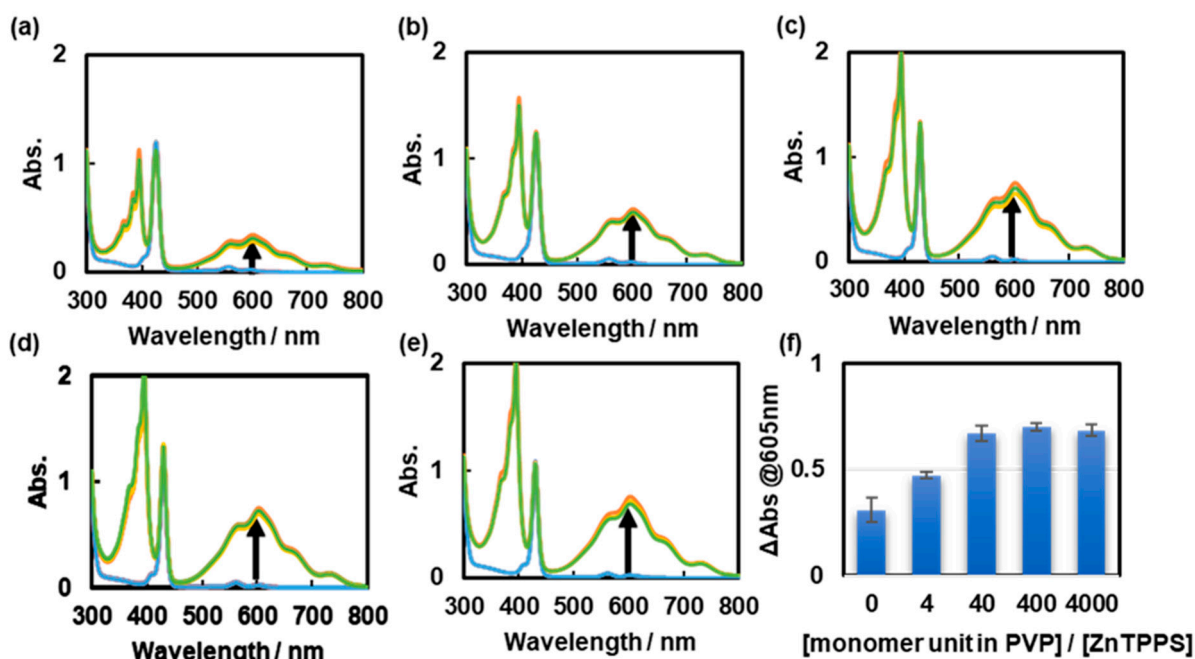 (a)
2
1
0
Abs.
300 400 500 600 700 800
Wavelength / nm
(b)
2
1
0
Abs.
300 400 500 600 700 800
Wavelength / nm
(c)
2
1
0
Abs.
300 400 500 600 700 800
Wavelength / nm
(d)
2
1
0
Abs.
300 400 500 600 700 800
Wavelength / nm
(e)
2
1
0
Abs.
300 400 500 600 700 800
Wavelength / nm
(f)
1
0.5
0
ΔAbs @605nm
0 4 40 400 4000
[monomer unit in PVP] / [ZnTPPS]